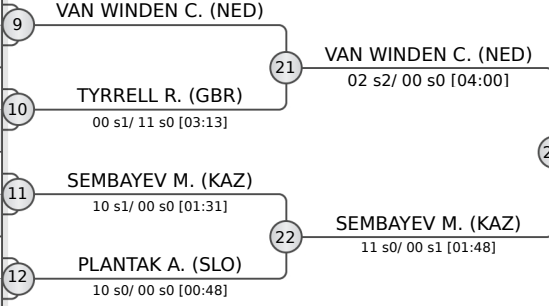 VAN WINDEN C. (NED)
9
21
VAN WINDEN C. (NED)
02 s2/ 00 s0 [04:00]
TYRRELL R. (GBR)
10
00 s1/ 11 s0 [03:13]
SEMBAYEV M. (KAZ)
11
10 s1/ 00 s0 [01:31]
22
SEMBAYEV M. (KAZ)
11 s0/ 00 s1 [01:48]
PLANTAK A. (SLO)
12
10 s0/ 00 s0 [00:48]